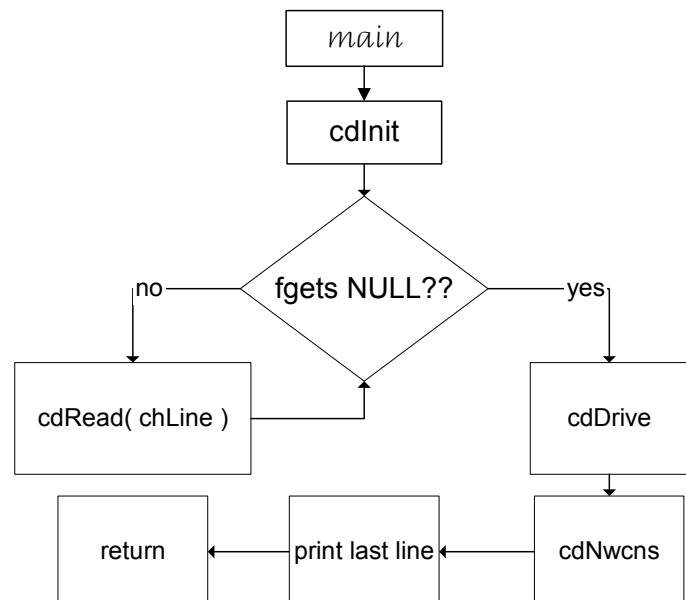 main
cdInit
fgets NULL??
no
yes
cdRead( chLine )
cdDrive
return
print last line
cdNwcns